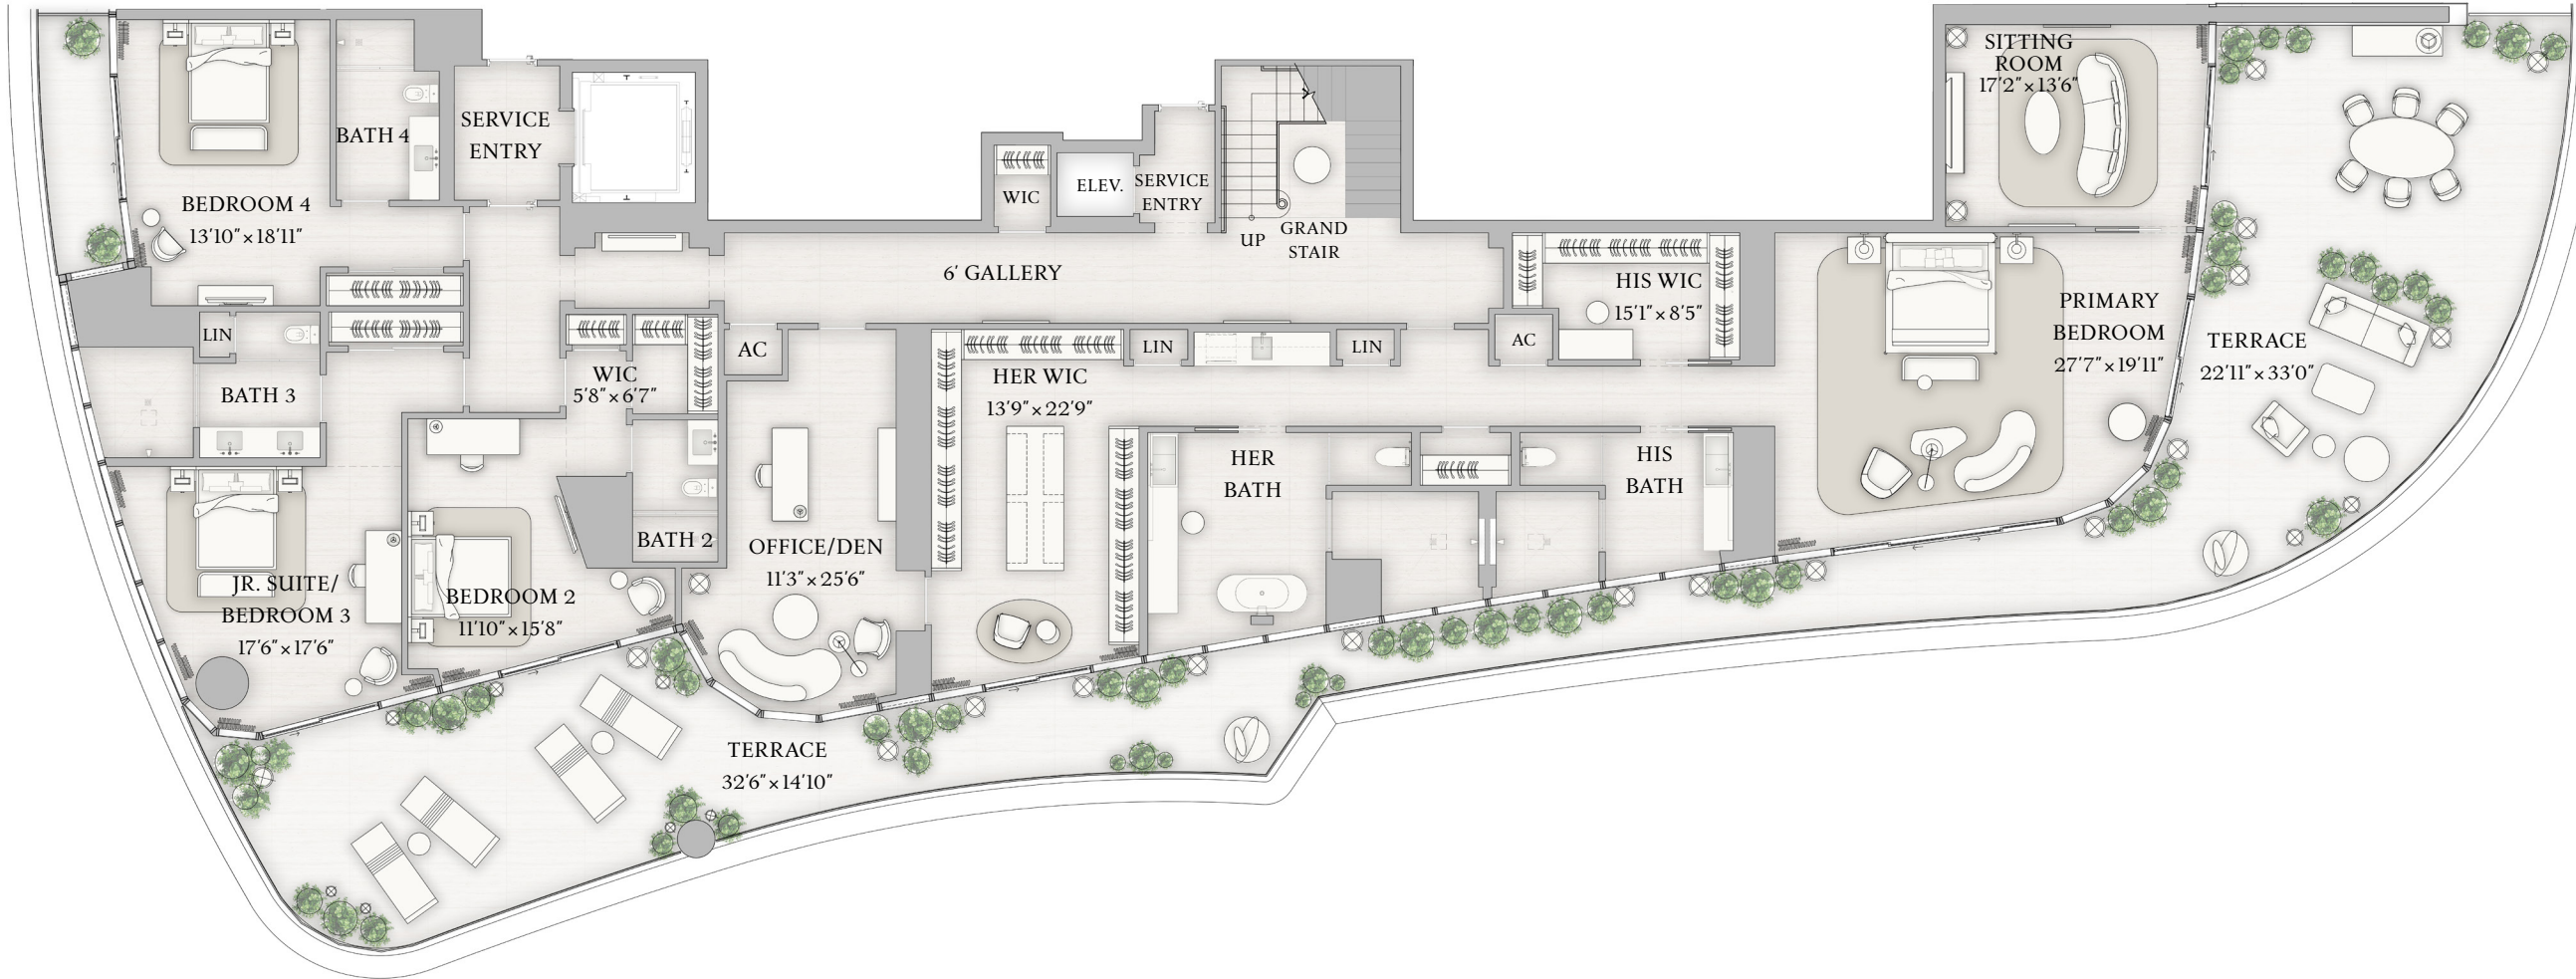 BEDROOM 4
13'10"×18'11"
BATH 4
SERVICE
ENTRY
WIC
ELEV.
SERVICE
ENTRY
UP
GRAND
STAIR
6' GALLERY
SITTING
ROOM
17'2"×13'6"
HIS WIC
15'1"×8'5"
PRIMARY
BEDROOM
27'7"×19'11"
TERRACE
22'11"×33'0"
LIN
BATH 3
WIC
5'8"×6'7"
AC
HER WIC
13'9"×22'9"
LIN
LIN
AC
HER
BATH
HIS
BATH
JR. SUITE/
BEDROOM 3
17'6"×17'6"
BEDROOM 2
11'10"×15'8"
BATH 2
OFFICE/DEN
11'3"×25'6"
TERRACE
32'6"×14'10"